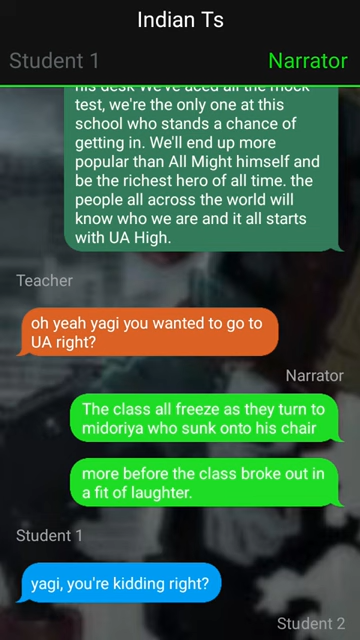 Indian Ts
Student 1
Narrator
his desk We've aced all the mock
test, we're the only one at this
school who stands a chance of
getting in. We'll end up more
popular than All Might himself and
be the richest hero of all time. the
people all across the world will
know who we are and it all starts
with UA High.
Teacher
oh yeah yagi you wanted to go to
UA right?
Narrator
The class all freeze as they turn to
midoriya who sunk onto his chair
more before the class broke out in
a fit of laughter.
Student 1
yagi, you're kidding right?
Student 2